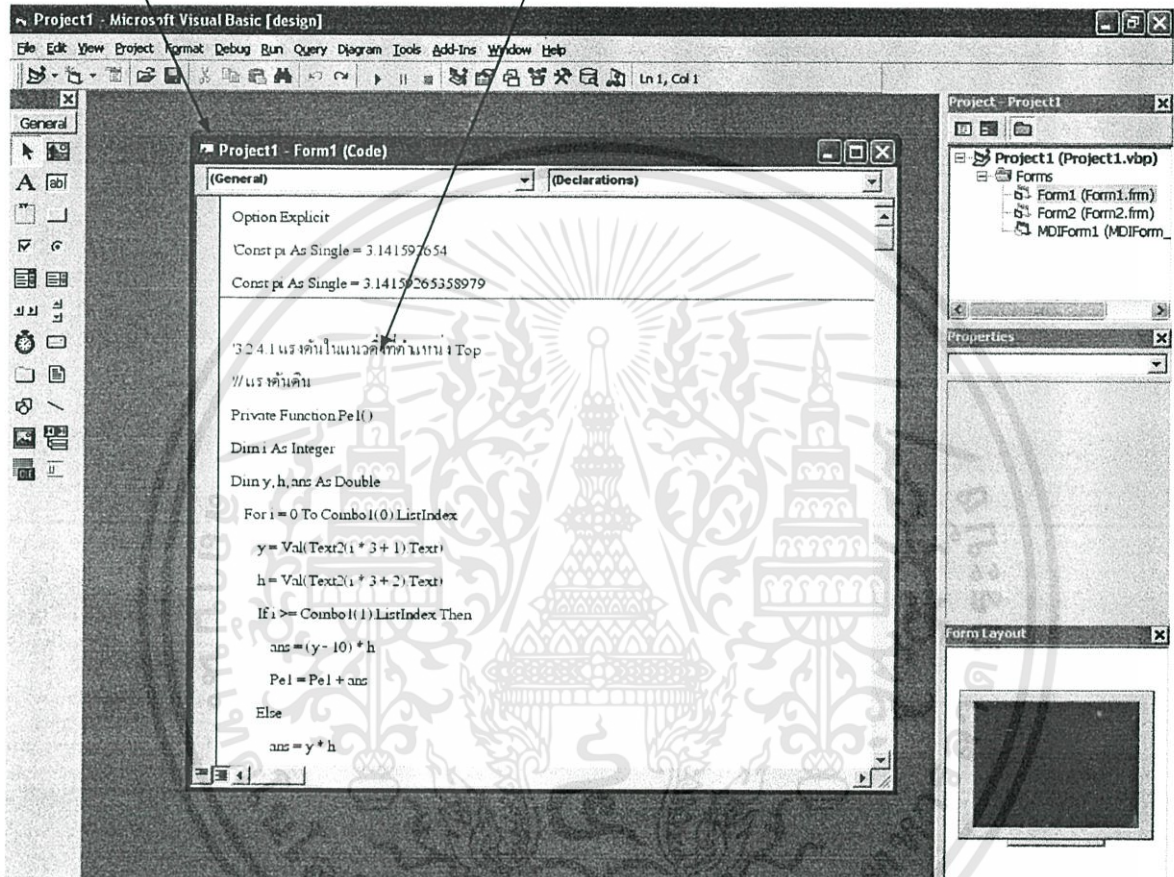 Project1 - Microsoft Visual Basic [design]
File Edit View Project Format Debug Run Query Diagram Tools Add-Ins Window Help
Ln 1, Col 1
General
Project1 - Form1 (Code)
(General)
(Declarations)
Option Explicit
'Const pi As Single = 3.141592654
Const pi As Single = 3.14159265358979
'3.2.4.1 แรงดันในแนวดิ่งที่ตำแหน่ง Top
'// แรงดันดิน
Private Function Pe1()
Dim i As Integer
Dim y, h, ans As Double
For i = 0 To Combo1(0).ListIndex
y = Val(Text2(i * 3 + 1).Text)
h = Val(Text2(i * 3 + 2).Text)
If i >= Combo1(1).ListIndex Then
ans = (y - 10) * h
Pe1 = Pe1 + ans
Else
ans = y * h
Project - Project1
Project1 (Project1.vbp)
Forms
Form1 (Form1.frm)
Form2 (Form2.frm)
MDIForm1 (MDIForm_
Properties
Form Layout